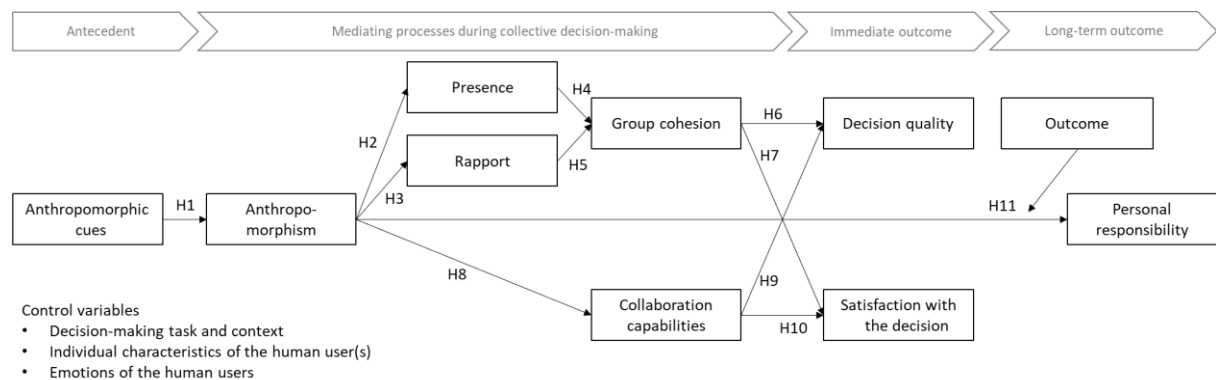 Antecedent
Mediating processes during collective decision-making
Immediate outcome
Long-term outcome
Presence
H4
Group cohesion
H6
Decision quality
Outcome
H2
Rapport
H5
H7
H3
Anthropomorphic
cues
H1
Anthropo-
morphism
H11
Personal
responsibility
H8
H9
Collaboration
capabilities
H10
Satisfaction with
the decision
Control variables
• Decision-making task and context
• Individual characteristics of the human user(s)
• Emotions of the human users